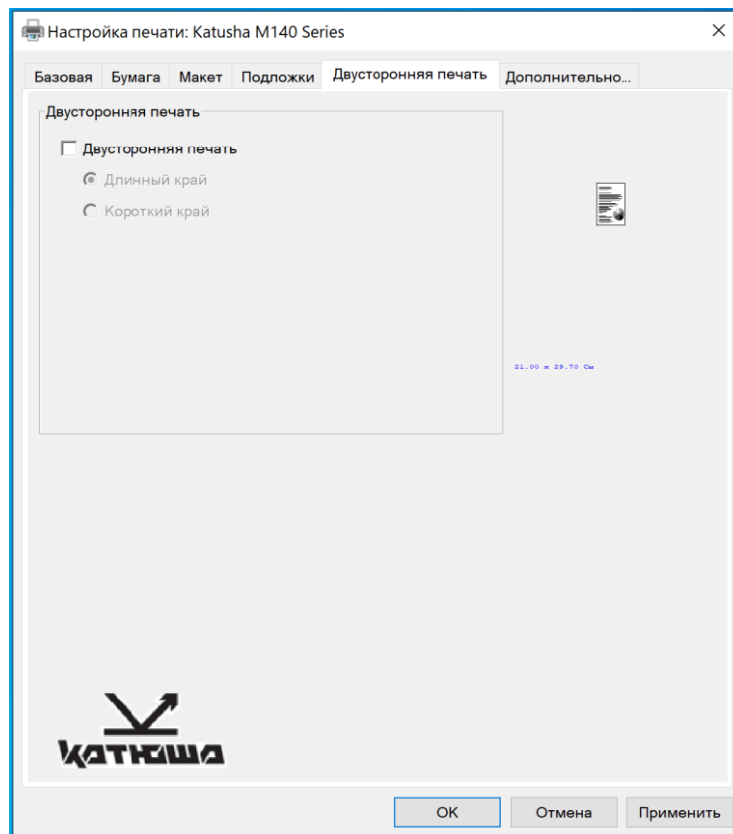 Настройка печати: Katusha M140 Series
Базовая Бумага Макет Подложки Двусторонняя печать Дополнительно...
Двусторонняя печать
Двусторонняя печать
Длинный край
Короткий край
21.00 x 29.70 См
катюша
OK Отмена Применить